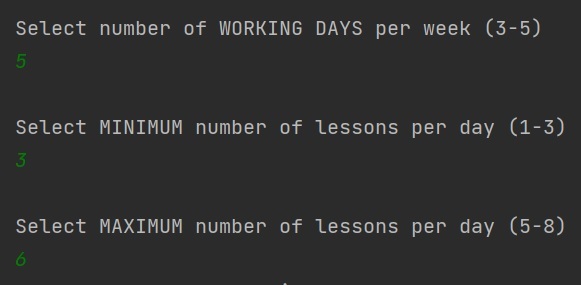 Select number of WORKING DAYS per week (3-5)
5
Select MINIMUM number of lessons per day (1-3)
3
Select MAXIMUM number of lessons per day (5-8)
6